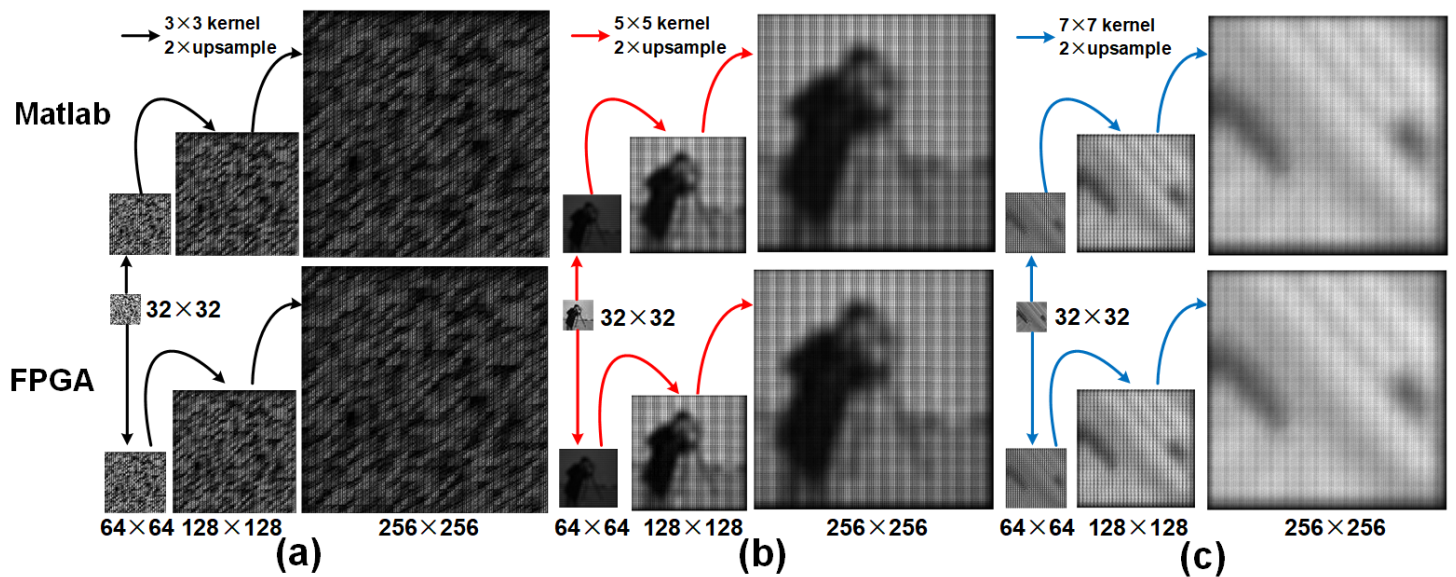 3×3 kernel
2×upsample
5×5 kernel
2×upsample
7×7 kernel
2×upsample
Matlab
32×32
32×32
32×32
FPGA
64×64 128×128 256×256
64×64 128×128 256×256
64×64 128×128 256×256
(a)
(b)
(c)